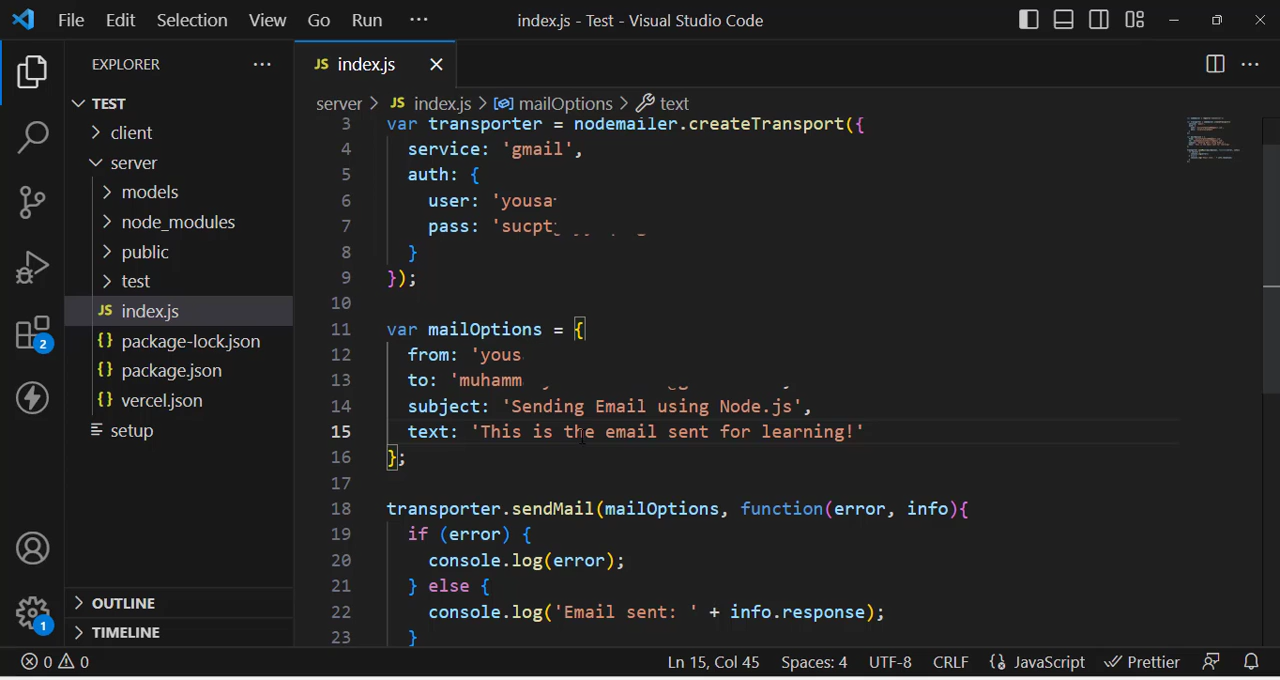 File Edit Selection View Go Run ··· index.js - Test - Visual Studio Code
EXPLORER ···
TEST
client
server
models
node_modules
public
test
JS index.js
{} package-lock.json
{} package.json
{} vercel.json
setup
OUTLINE
TIMELINE
2
1
JS index.js
server > JS index.js > mailOptions > text
3 var transporter = nodemailer.createTransport({
4 service: 'gmail',
5 auth: {
6 user: 'yousa
7 pass: 'sucpt
8 }
9 });
10
11 var mailOptions = {
12 from: 'yous
13 to: 'muhamm
14 subject: 'Sending Email using Node.js',
15 text: 'This is the email sent for learning!'
16 };
17
18 transporter.sendMail(mailOptions, function(error, info){
19 if (error) {
20 console.log(error);
21 } else {
22 console.log('Email sent: ' + info.response);
23 }
0 0 Ln 15, Col 45 Spaces: 4 UTF-8 CRLF {} JavaScript Prettier